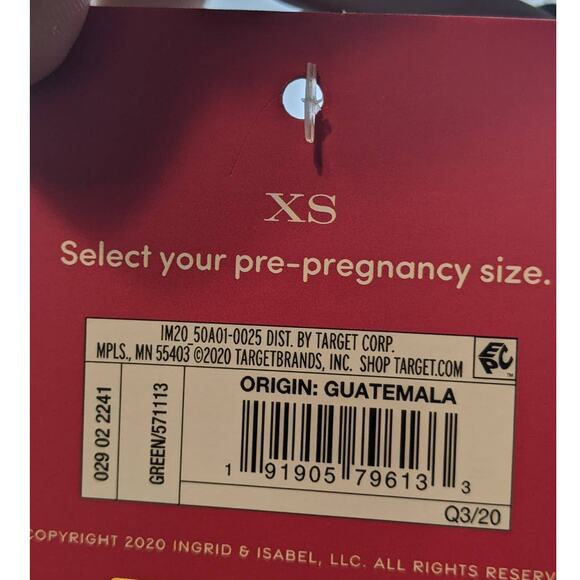 XS
Select your pre-pregnancy size.
IM20_50A01-0025 DIST. BY TARGET CORP.
MPLS., MN 55403 ©2020 TARGETBRANDS, INC. SHOP TARGET.COM
EPC™
029 02 2241
GREEN/571113
ORIGIN: GUATEMALA
1 91905 79613 3
Q3/20
COPYRIGHT 2020 INGRID & ISABEL, LLC. ALL RIGHTS RESERV